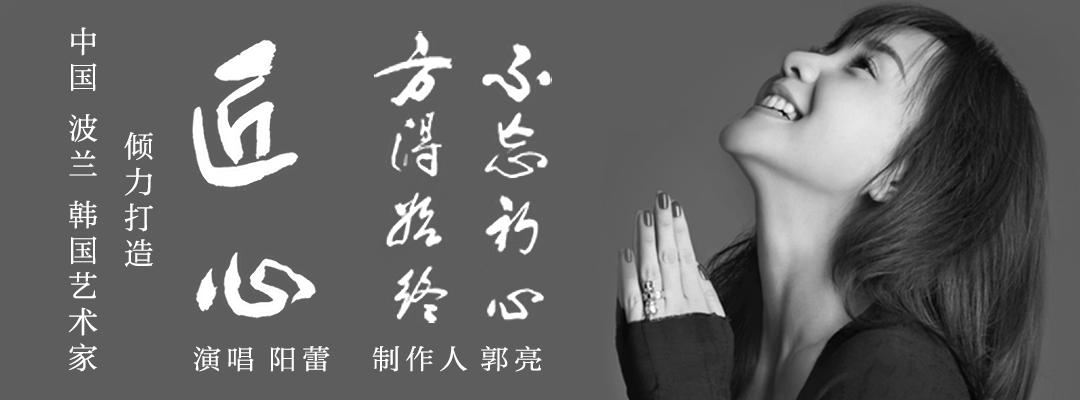 不忘初心
方得始终
匠心
倾力打造
中国 波兰 韩国艺术家
演唱 阳蕾
制作人 郭亮